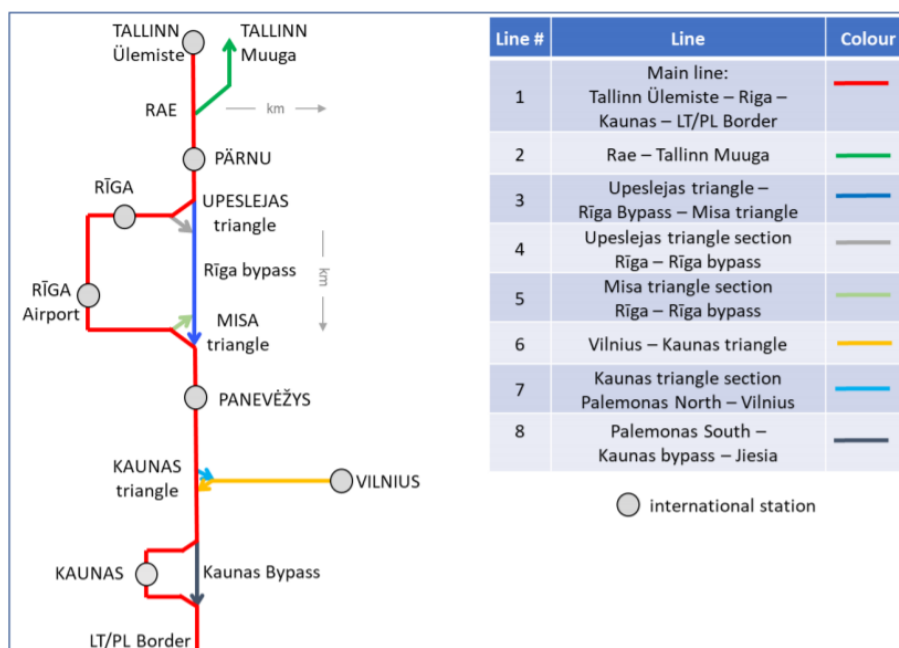 TALLINN
Ülemiste
TALLINN
Muuga
RAE
km
PÄRNU
RĪGA
UPESLEJAS
triangle
km
Rīga bypass
RĪGA
Airport
MISA
triangle
PANEVĖŽYS
KAUNAS
triangle
VILNIUS
KAUNAS
Kaunas Bypass
LT/PL Border
Line #
Line
Colour
1
Main line:
Tallinn Ülemiste – Riga –
Kaunas – LT/PL Border
2
Rae – Tallinn Muuga
3
Upeslejas triangle –
Rīga Bypass – Misa triangle
4
Upeslejas triangle section
Rīga – Rīga bypass
5
Misa triangle section
Rīga – Rīga bypass
6
Vilnius – Kaunas triangle
7
Kaunas triangle section
Palemonas North – Vilnius
8
Palemonas South –
Kaunas bypass – Jiesia
international station